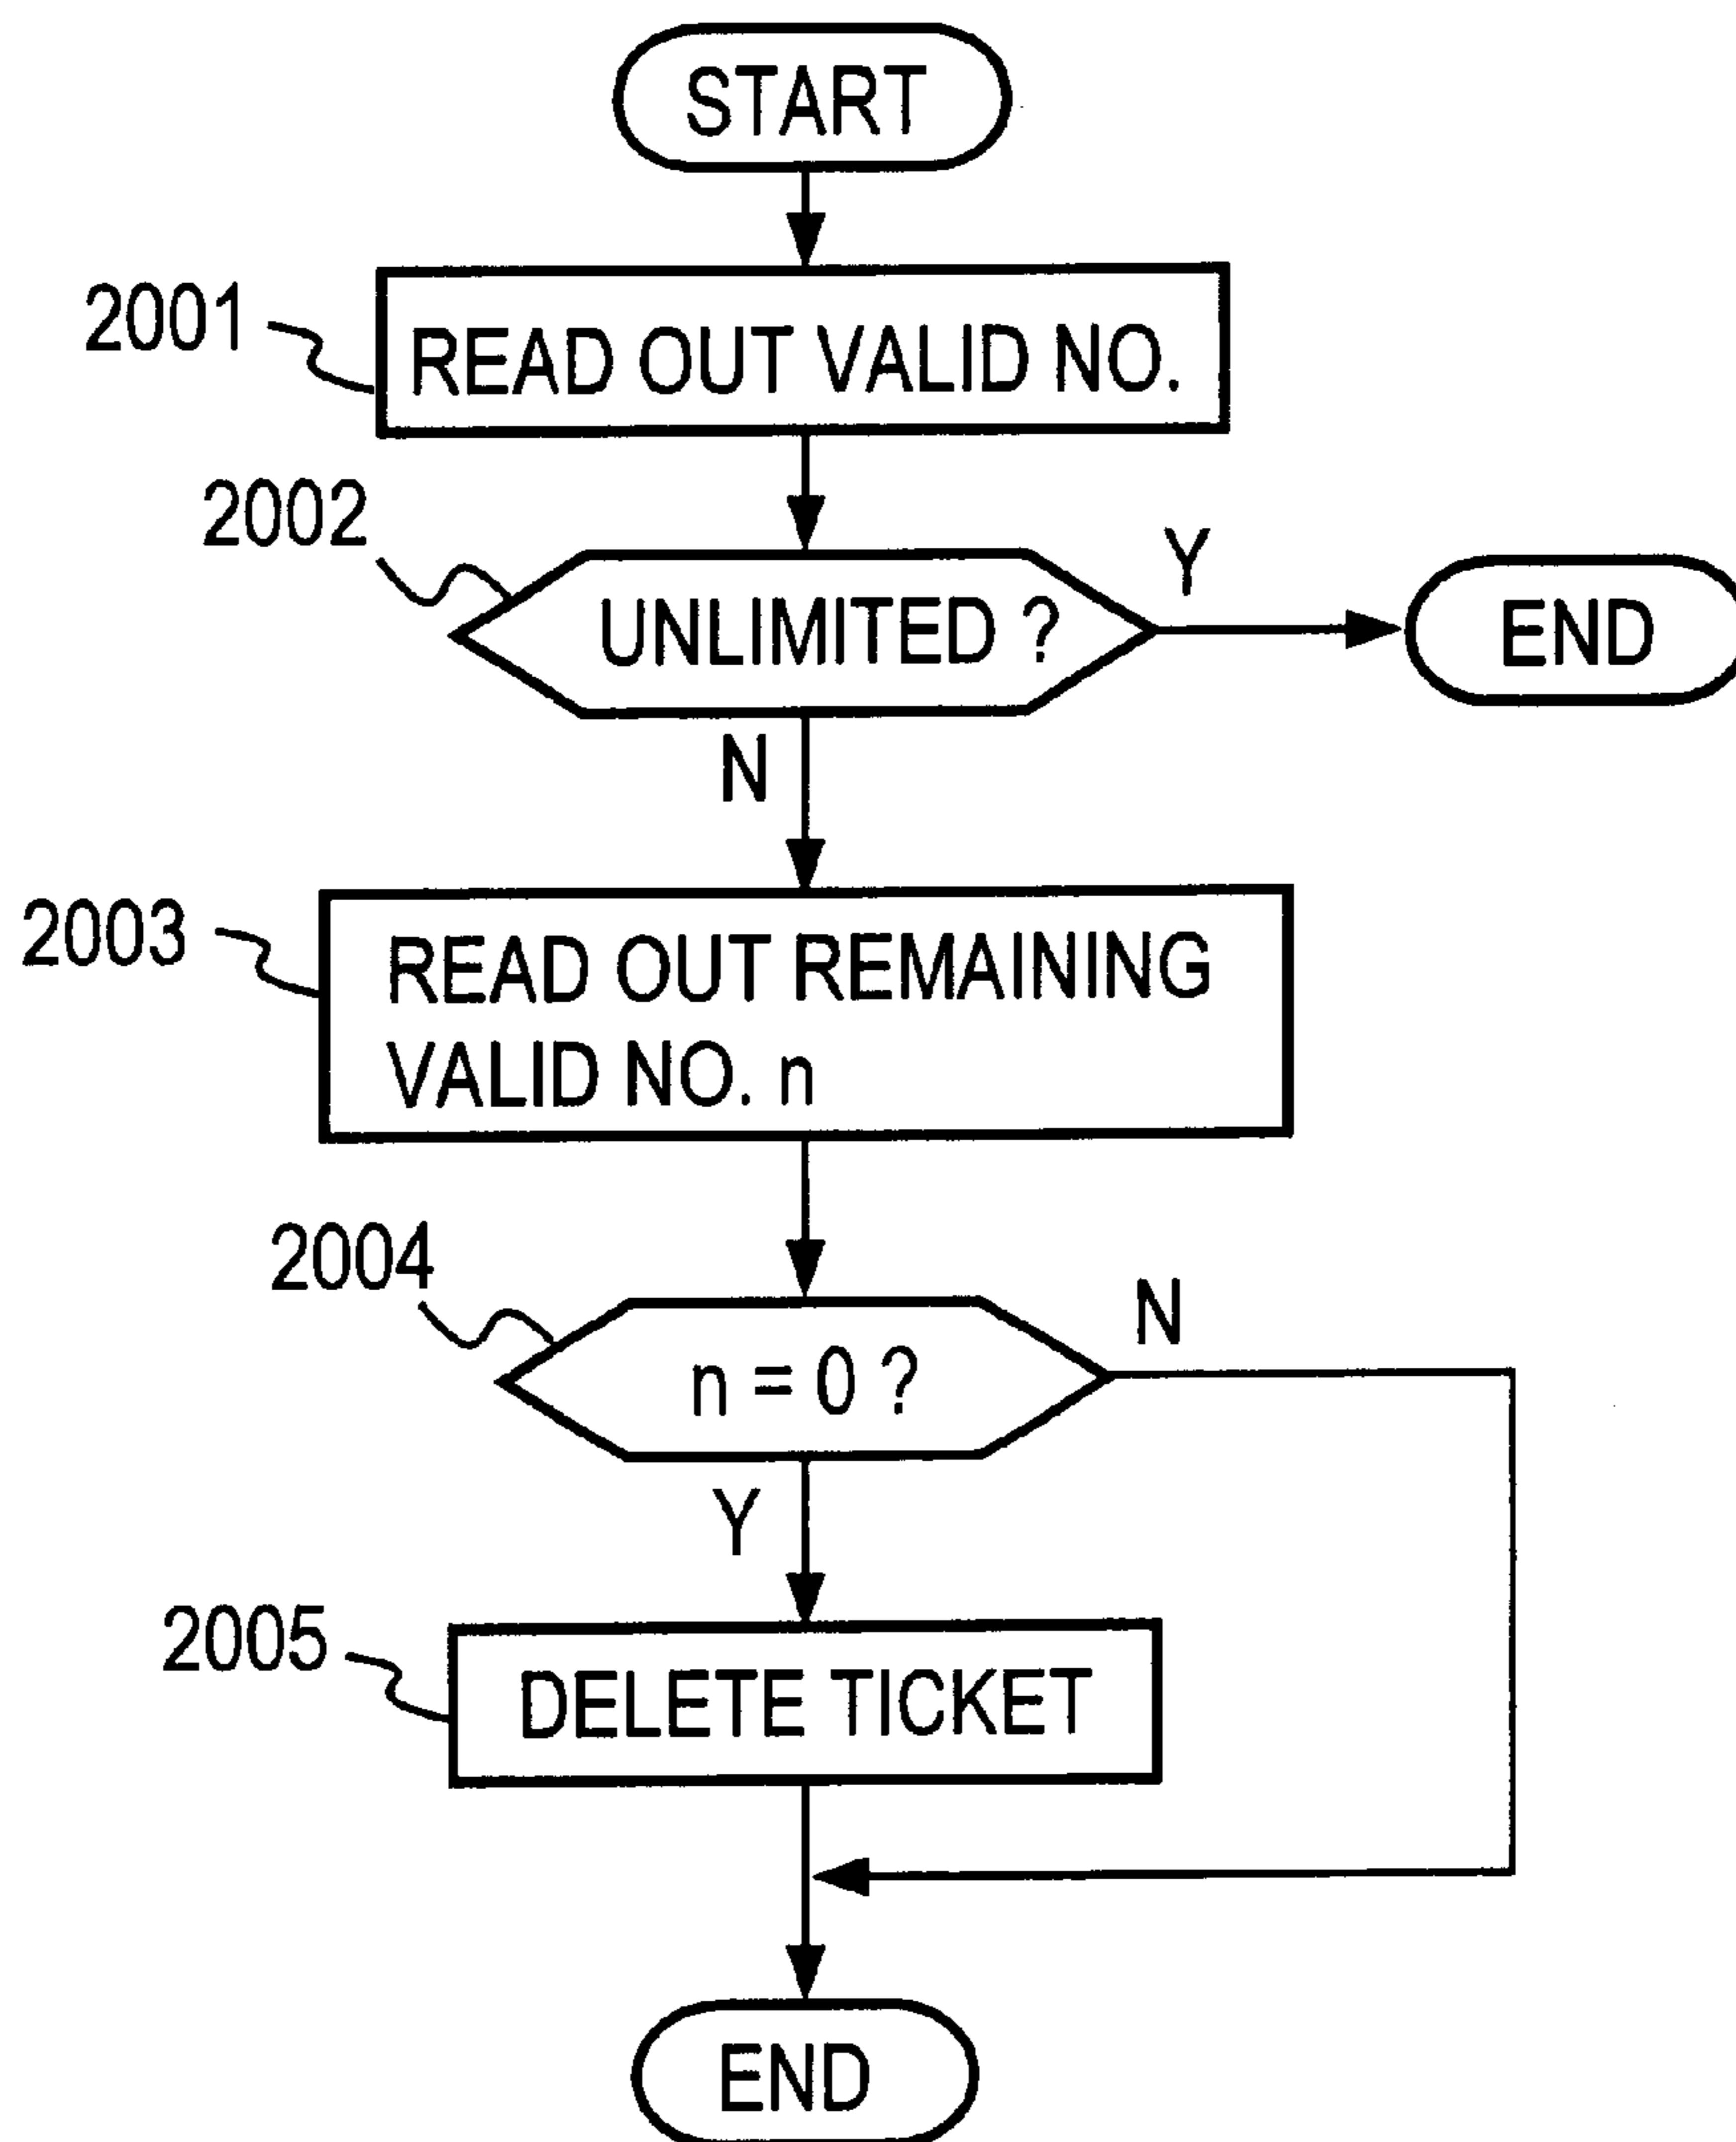 START
2001
READ OUT VALID NO.
2002
UNLIMITED ?
Y
END
N
2003
READ OUT REMAINING
VALID NO. n
2004
n = 0 ?
N
Y
2005
DELETE TICKET
END